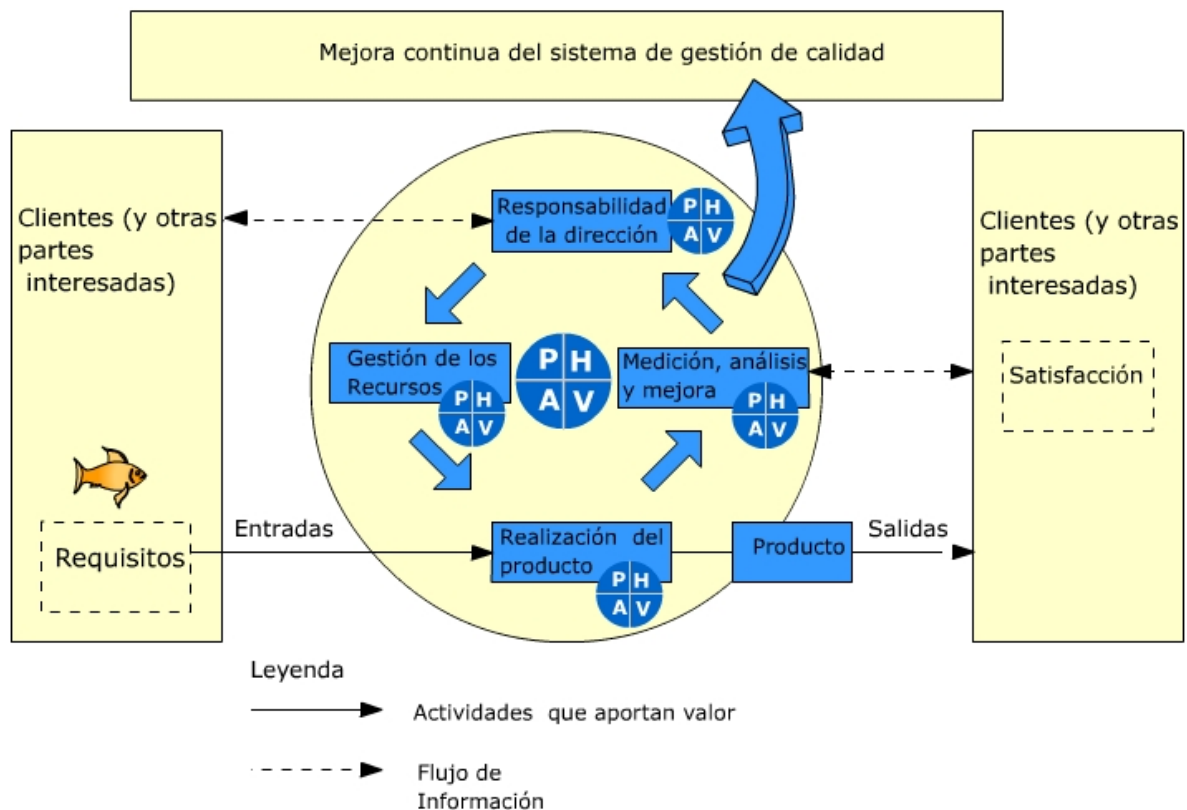 Mejora continua del sistema de gestión de calidad
Clientes (y otras
partes
interesadas)
Responsabilidad
de la dirección
P H
A V
Clientes (y otras
partes
interesadas)
Gestión de los
Recursos
P H
A V
P H
A V
Medición, análisis
y mejora
P H
A V
Satisfacción
Requisitos
Entradas
Realización del
producto
P H
A V
Producto
Salidas
Leyenda
Actividades que aportan valor
Flujo de
Información